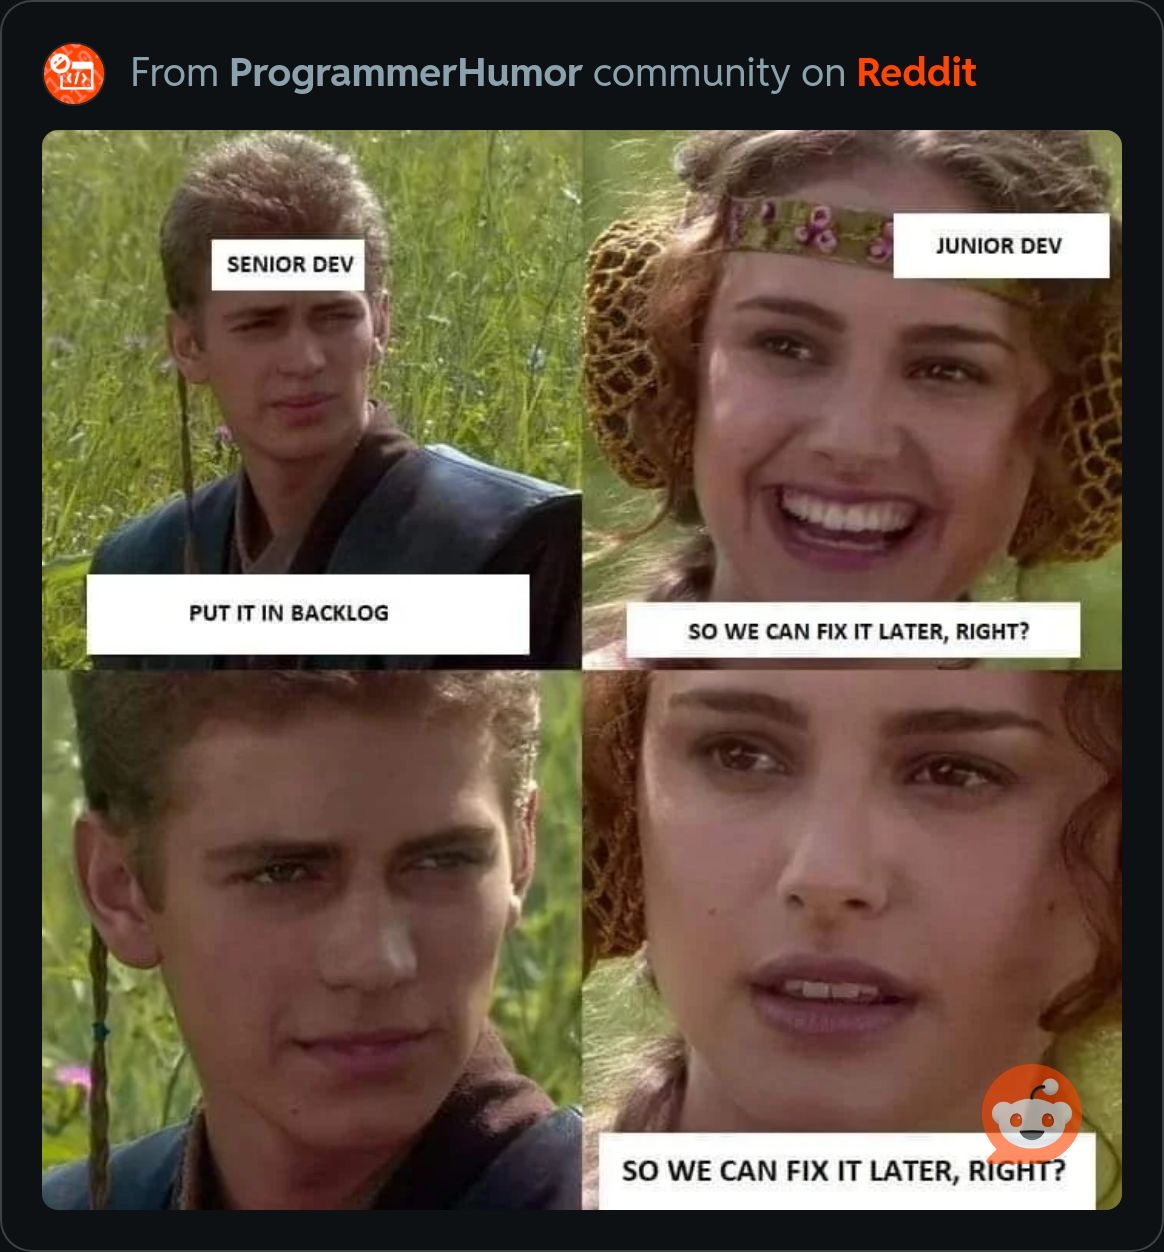 From ProgrammerHumor community on Reddit
SENIOR DEV
JUNIOR DEV
PUT IT IN BACKLOG
SO WE CAN FIX IT LATER, RIGHT?
SO WE CAN FIX IT LATER, RIGHT?